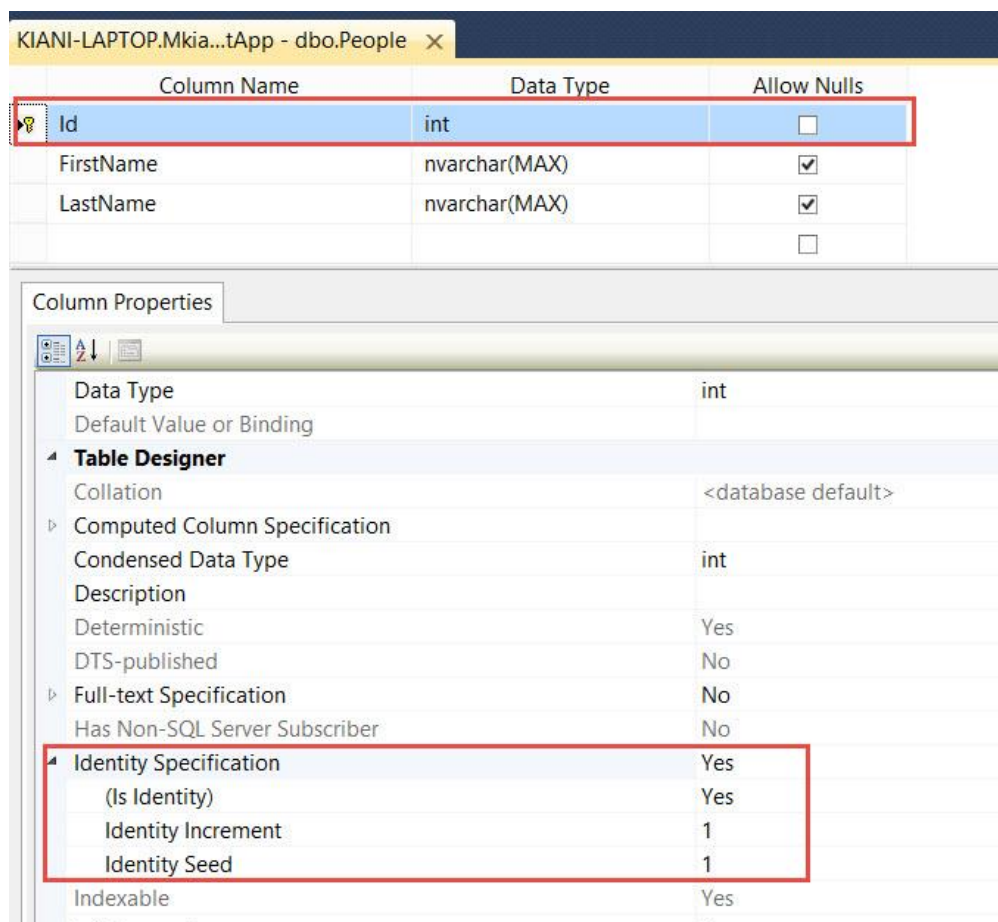 KIANI-LAPTOP.Mkia...tApp - dbo.People
Column Name Data Type Allow Nulls
Id int
FirstName nvarchar(MAX)
LastName nvarchar(MAX)
Column Properties
Data Type int
Default Value or Binding
Table Designer
Collation <database default>
Computed Column Specification
Condensed Data Type int
Description
Deterministic Yes
DTS-published No
Full-text Specification No
Has Non-SQL Server Subscriber No
Identity Specification Yes
(Is Identity) Yes
Identity Increment 1
Identity Seed 1
Indexable Yes